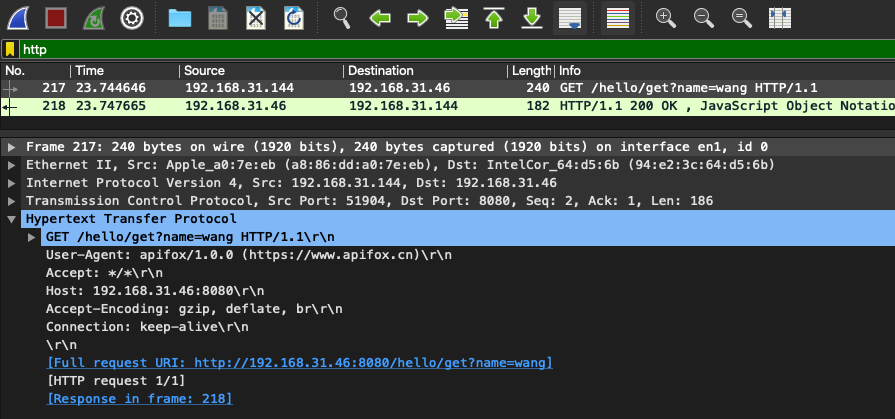 http
No. Time Source Destination Length Info
217 23.744646 192.168.31.144 192.168.31.46 240 GET /hello/get?name=wang HTTP/1.1
218 23.747665 192.168.31.46 192.168.31.144 182 HTTP/1.1 200 OK , JavaScript Object Notatio
Frame 217: 240 bytes on wire (1920 bits), 240 bytes captured (1920 bits) on interface en1, id 0
Ethernet II, Src: Apple_a0:7e:eb (a8:86:dd:a0:7e:eb), Dst: IntelCor_64:d5:6b (94:e2:3c:64:d5:6b)
Internet Protocol Version 4, Src: 192.168.31.144, Dst: 192.168.31.46
Transmission Control Protocol, Src Port: 51904, Dst Port: 8080, Seq: 2, Ack: 1, Len: 186
Hypertext Transfer Protocol
GET /hello/get?name=wang HTTP/1.1\r\n
User-Agent: apifox/1.0.0 (https://www.apifox.cn)\r\n
Accept: */*\r\n
Host: 192.168.31.46:8080\r\n
Accept-Encoding: gzip, deflate, br\r\n
Connection: keep-alive\r\n
\r\n
[Full request URI: http://192.168.31.46:8080/hello/get?name=wang]
[HTTP request 1/1]
[Response in frame: 218]